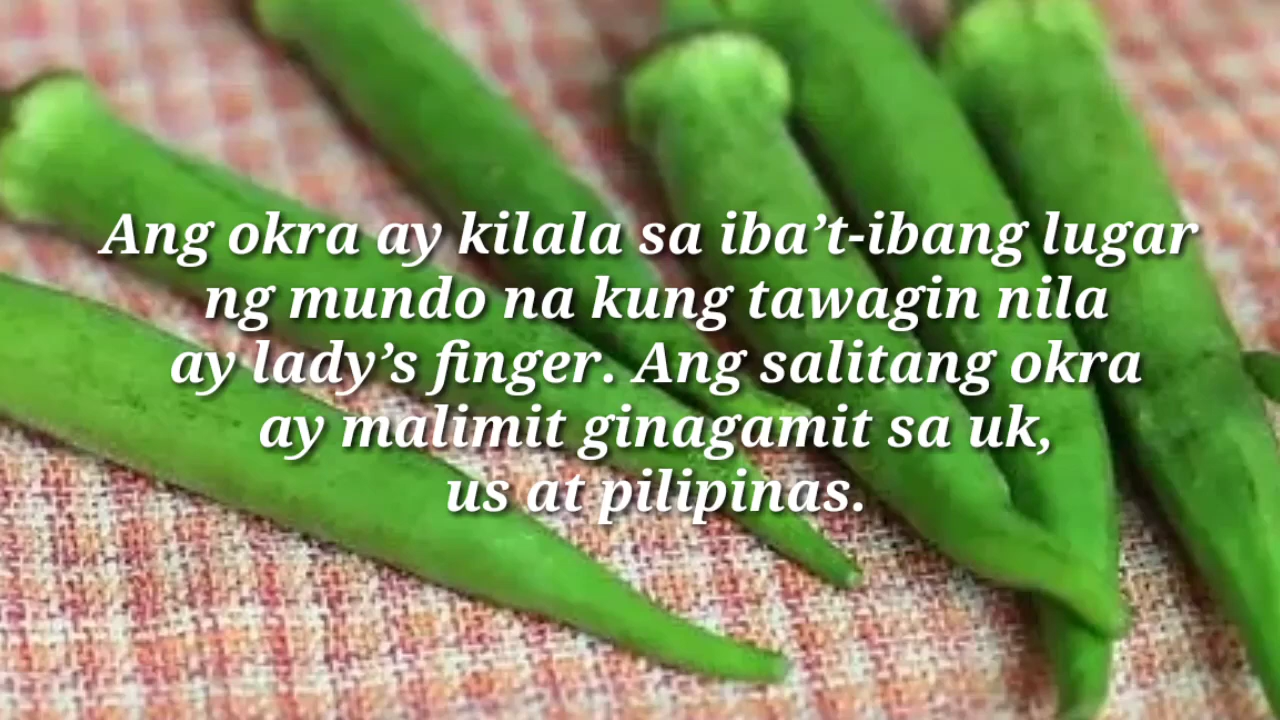 Ang okra ay kilala sa iba’t-ibang lugar
ng mundo na kung tawagin nila
ay lady’s finger. Ang salitang okra
ay malimit ginagamit sa uk,
us at pilipinas.